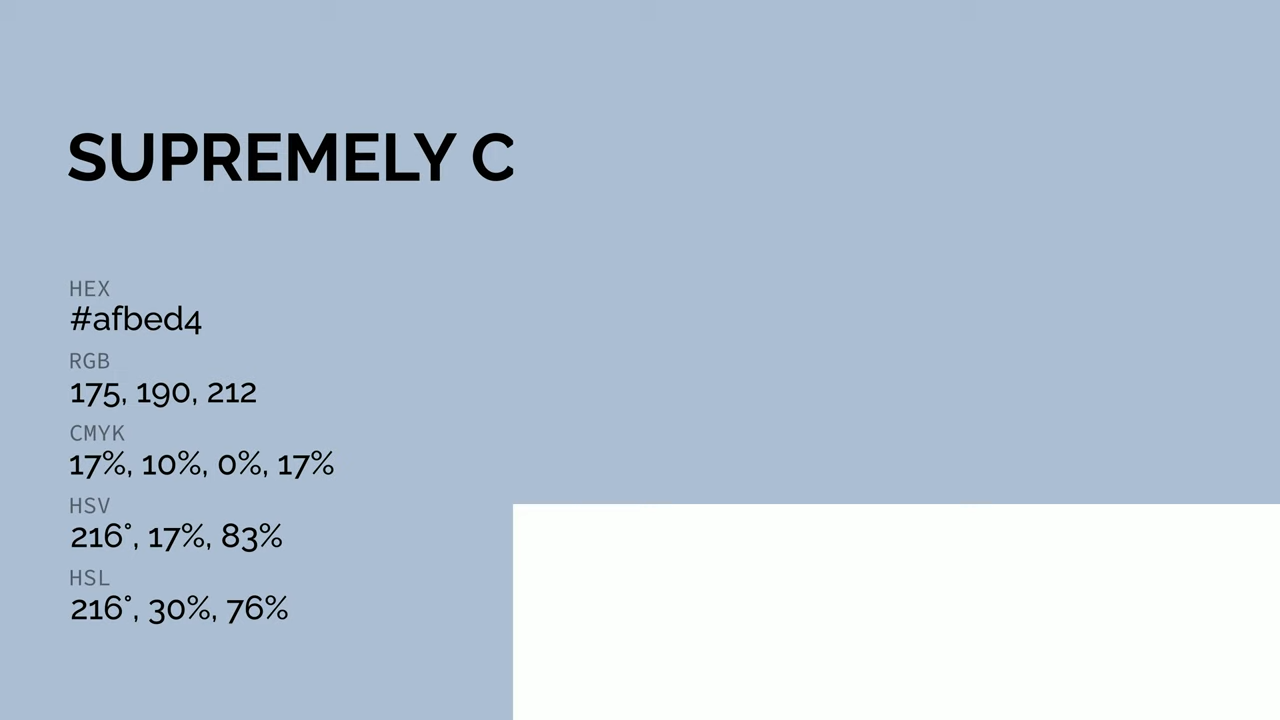 SUPREMELY C
HEX
#afbed4
RGB
175, 190, 212
CMYK
17%, 10%, 0%, 17%
HSV
216°, 17%, 83%
HSL
216°, 30%, 76%